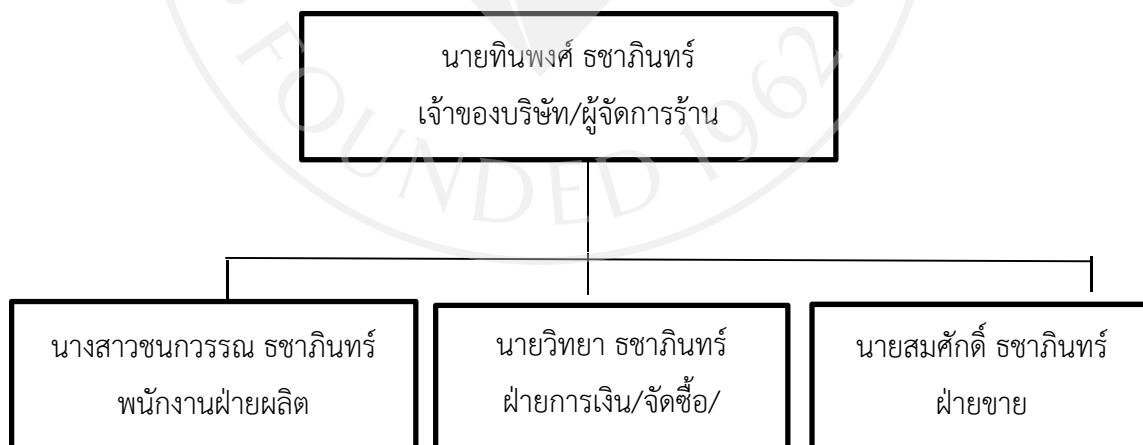 นายทินพงศ์ ธชาภินทร์
เจ้าของบริษัท/ผู้จัดการร้าน
FOUNDED 1962
นางสาวชนกวรรณ ธชาภินทร์
พนักงานฝ่ายผลิต
นายวิทยา ธชาภินทร์
ฝ่ายการเงิน/จัดซื้อ/
นายสมศักดิ์ ธชาภินทร์
ฝ่ายขาย